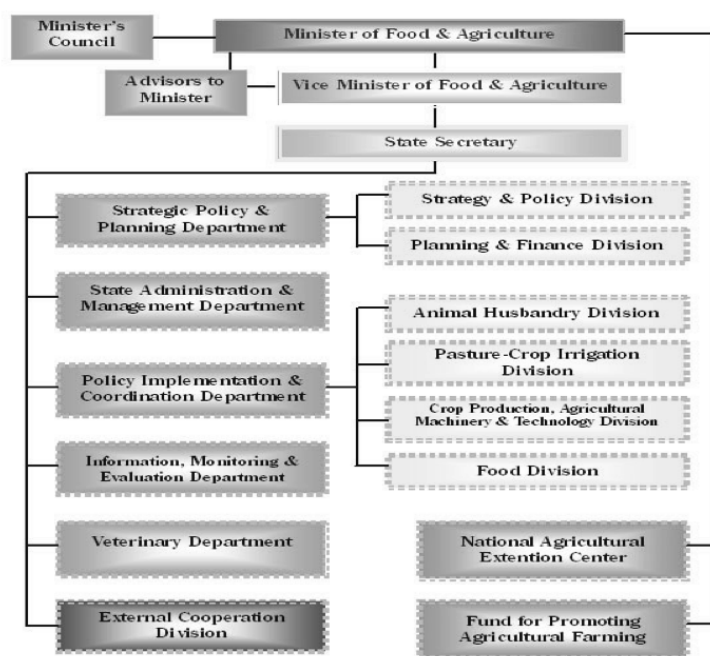 Minister's
Council
Minister of Food & Agriculture
Advisors to
Minister
Vice Minister of Food & Agriculture
State Secretary
Strategic Policy &
Planning Department
Strategy & Policy Division
Planning & Finance Division
State Administration &
Management Department
Policy Implementation &
Coordination Department
Animal Husbandry Division
Pasture-Crop Irrigation
Division
Crop Production, Agricultural
Machinery & Technology Division
Food Division
Information, Monitoring &
Evaluation Department
Veterinary Department
External Cooperation
Division
National Agricultural
Extention Center
Fund for Promoting
Agricultural Farming